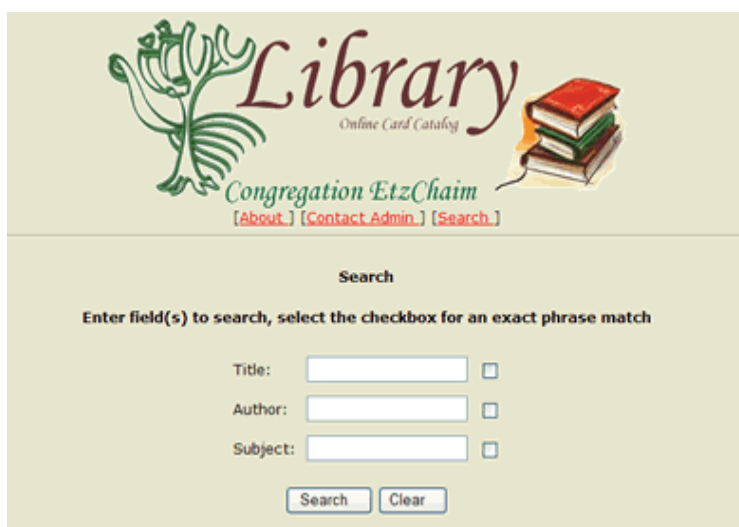 Library
Online Card Catalog
Congregation EtzChaim
[About ] [Contact Admin ] [Search ]
Search
Enter field(s) to search, select the checkbox for an exact phrase match
Title:
Author:
Subject:
Search Clear